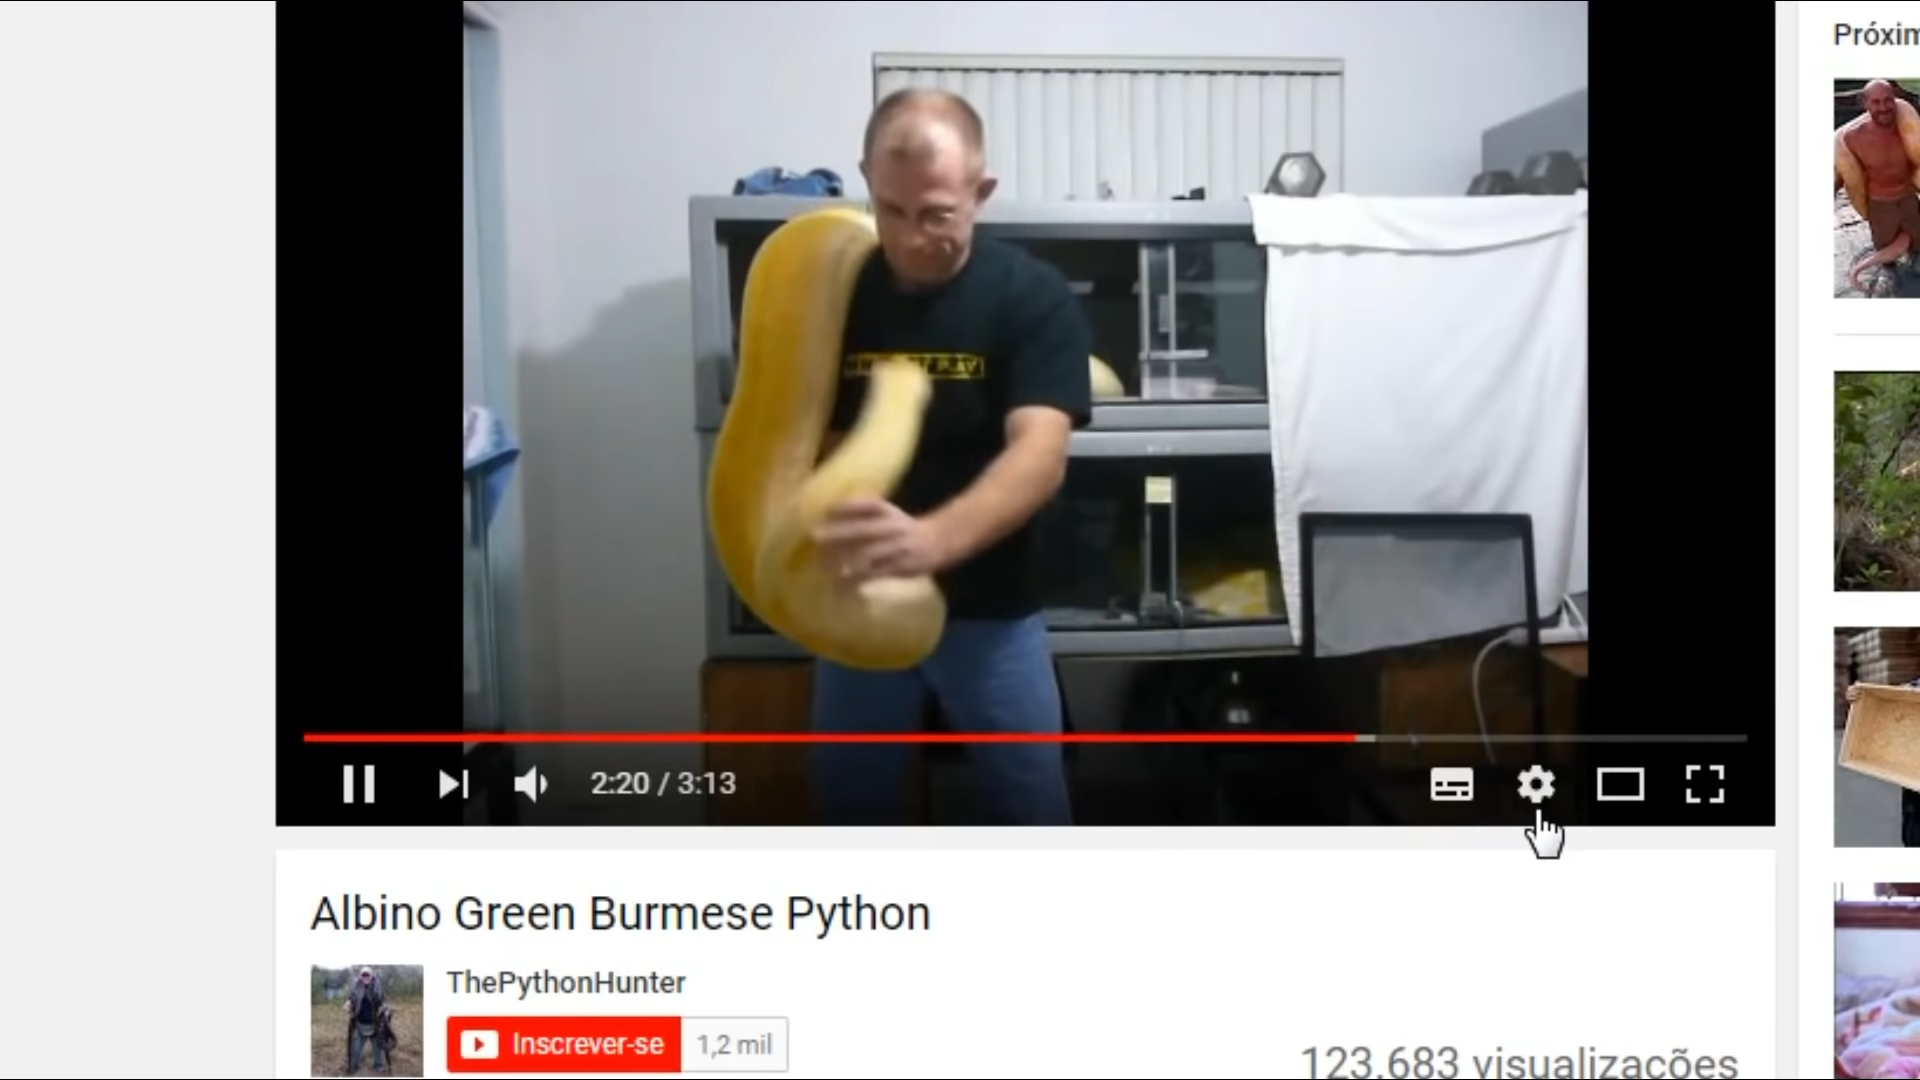 Próxim
2:20 / 3:13
Albino Green Burmese Python
ThePythonHunter
Inscrever-se 1,2 mil
123.683 visualizações